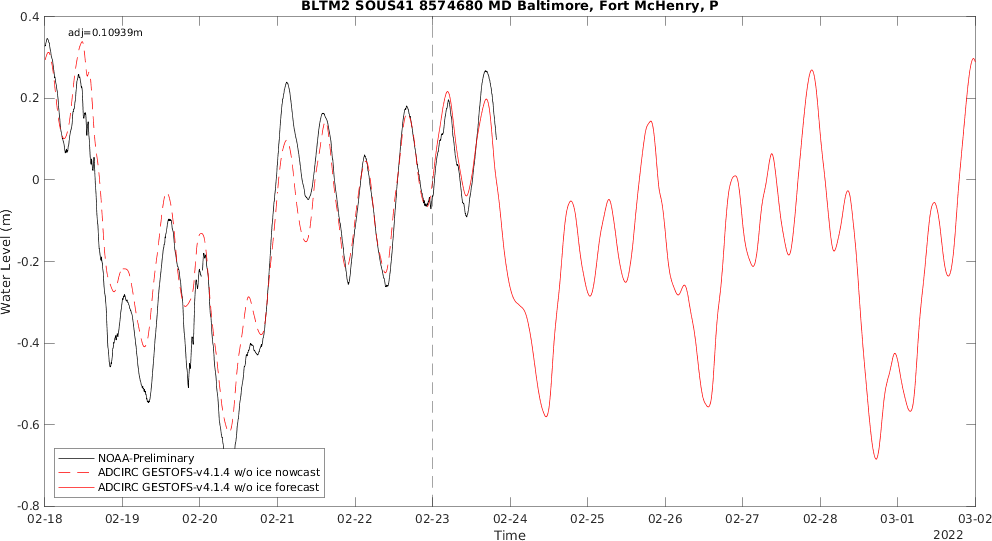 BLTM2 SOUS41 8574680 MD Baltimore, Fort McHenry, P
adj=0.10939m
0.4
0.2
0
-0.2
-0.4
-0.6
-0.8
Water Level (m)
NOAA-Preliminary
ADCIRC GESTOFS-v4.1.4 w/o ice nowcast
ADCIRC GESTOFS-v4.1.4 w/o ice forecast
02-18 02-19 02-20 02-21 02-22 02-23 02-24 02-25 02-26 02-27 02-28 03-01 03-02
Time
2022